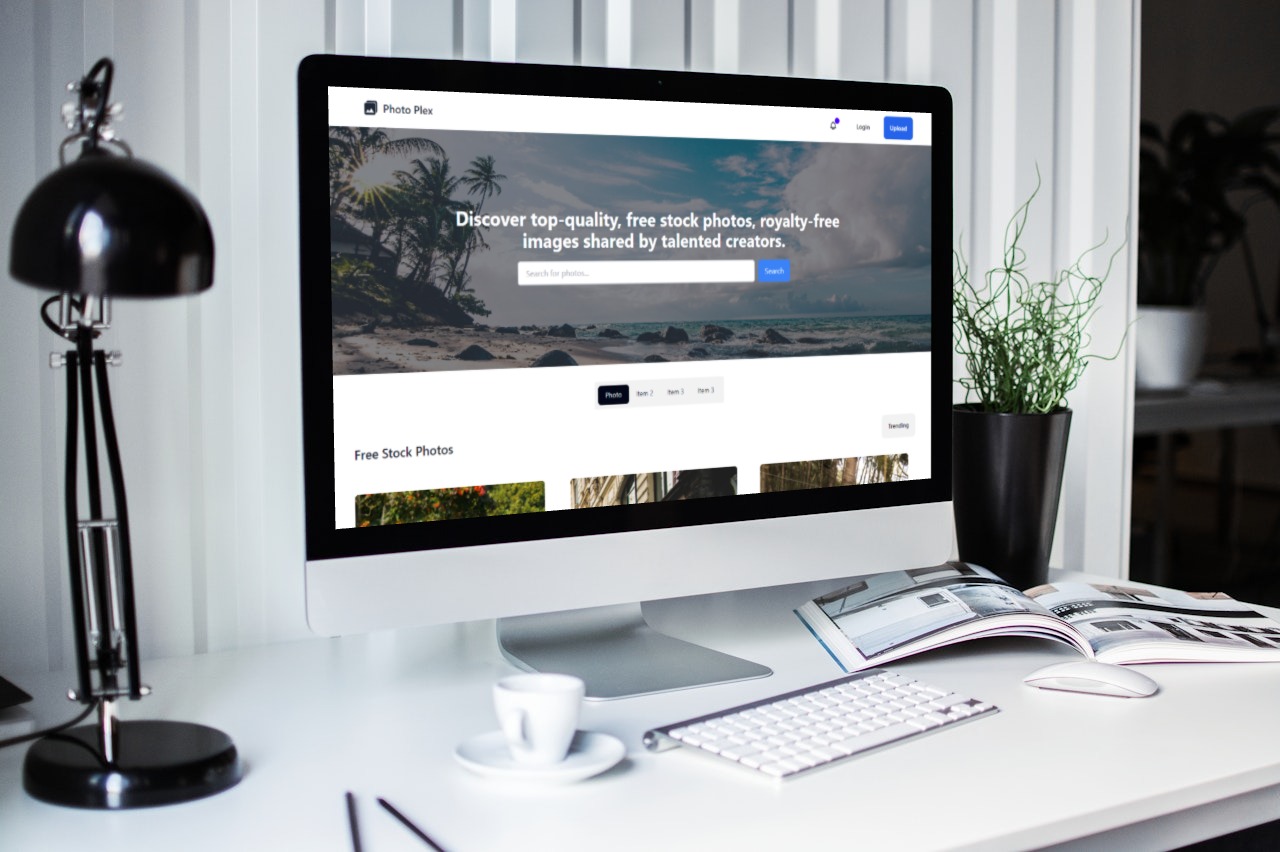 Photo Plex
Login
Upload
Discover top-quality, free stock photos, royalty-free
images shared by talented creators.
Search for photos...
Search
Photo
Item 2
Item 3
Item 3
Trending
Free Stock Photos